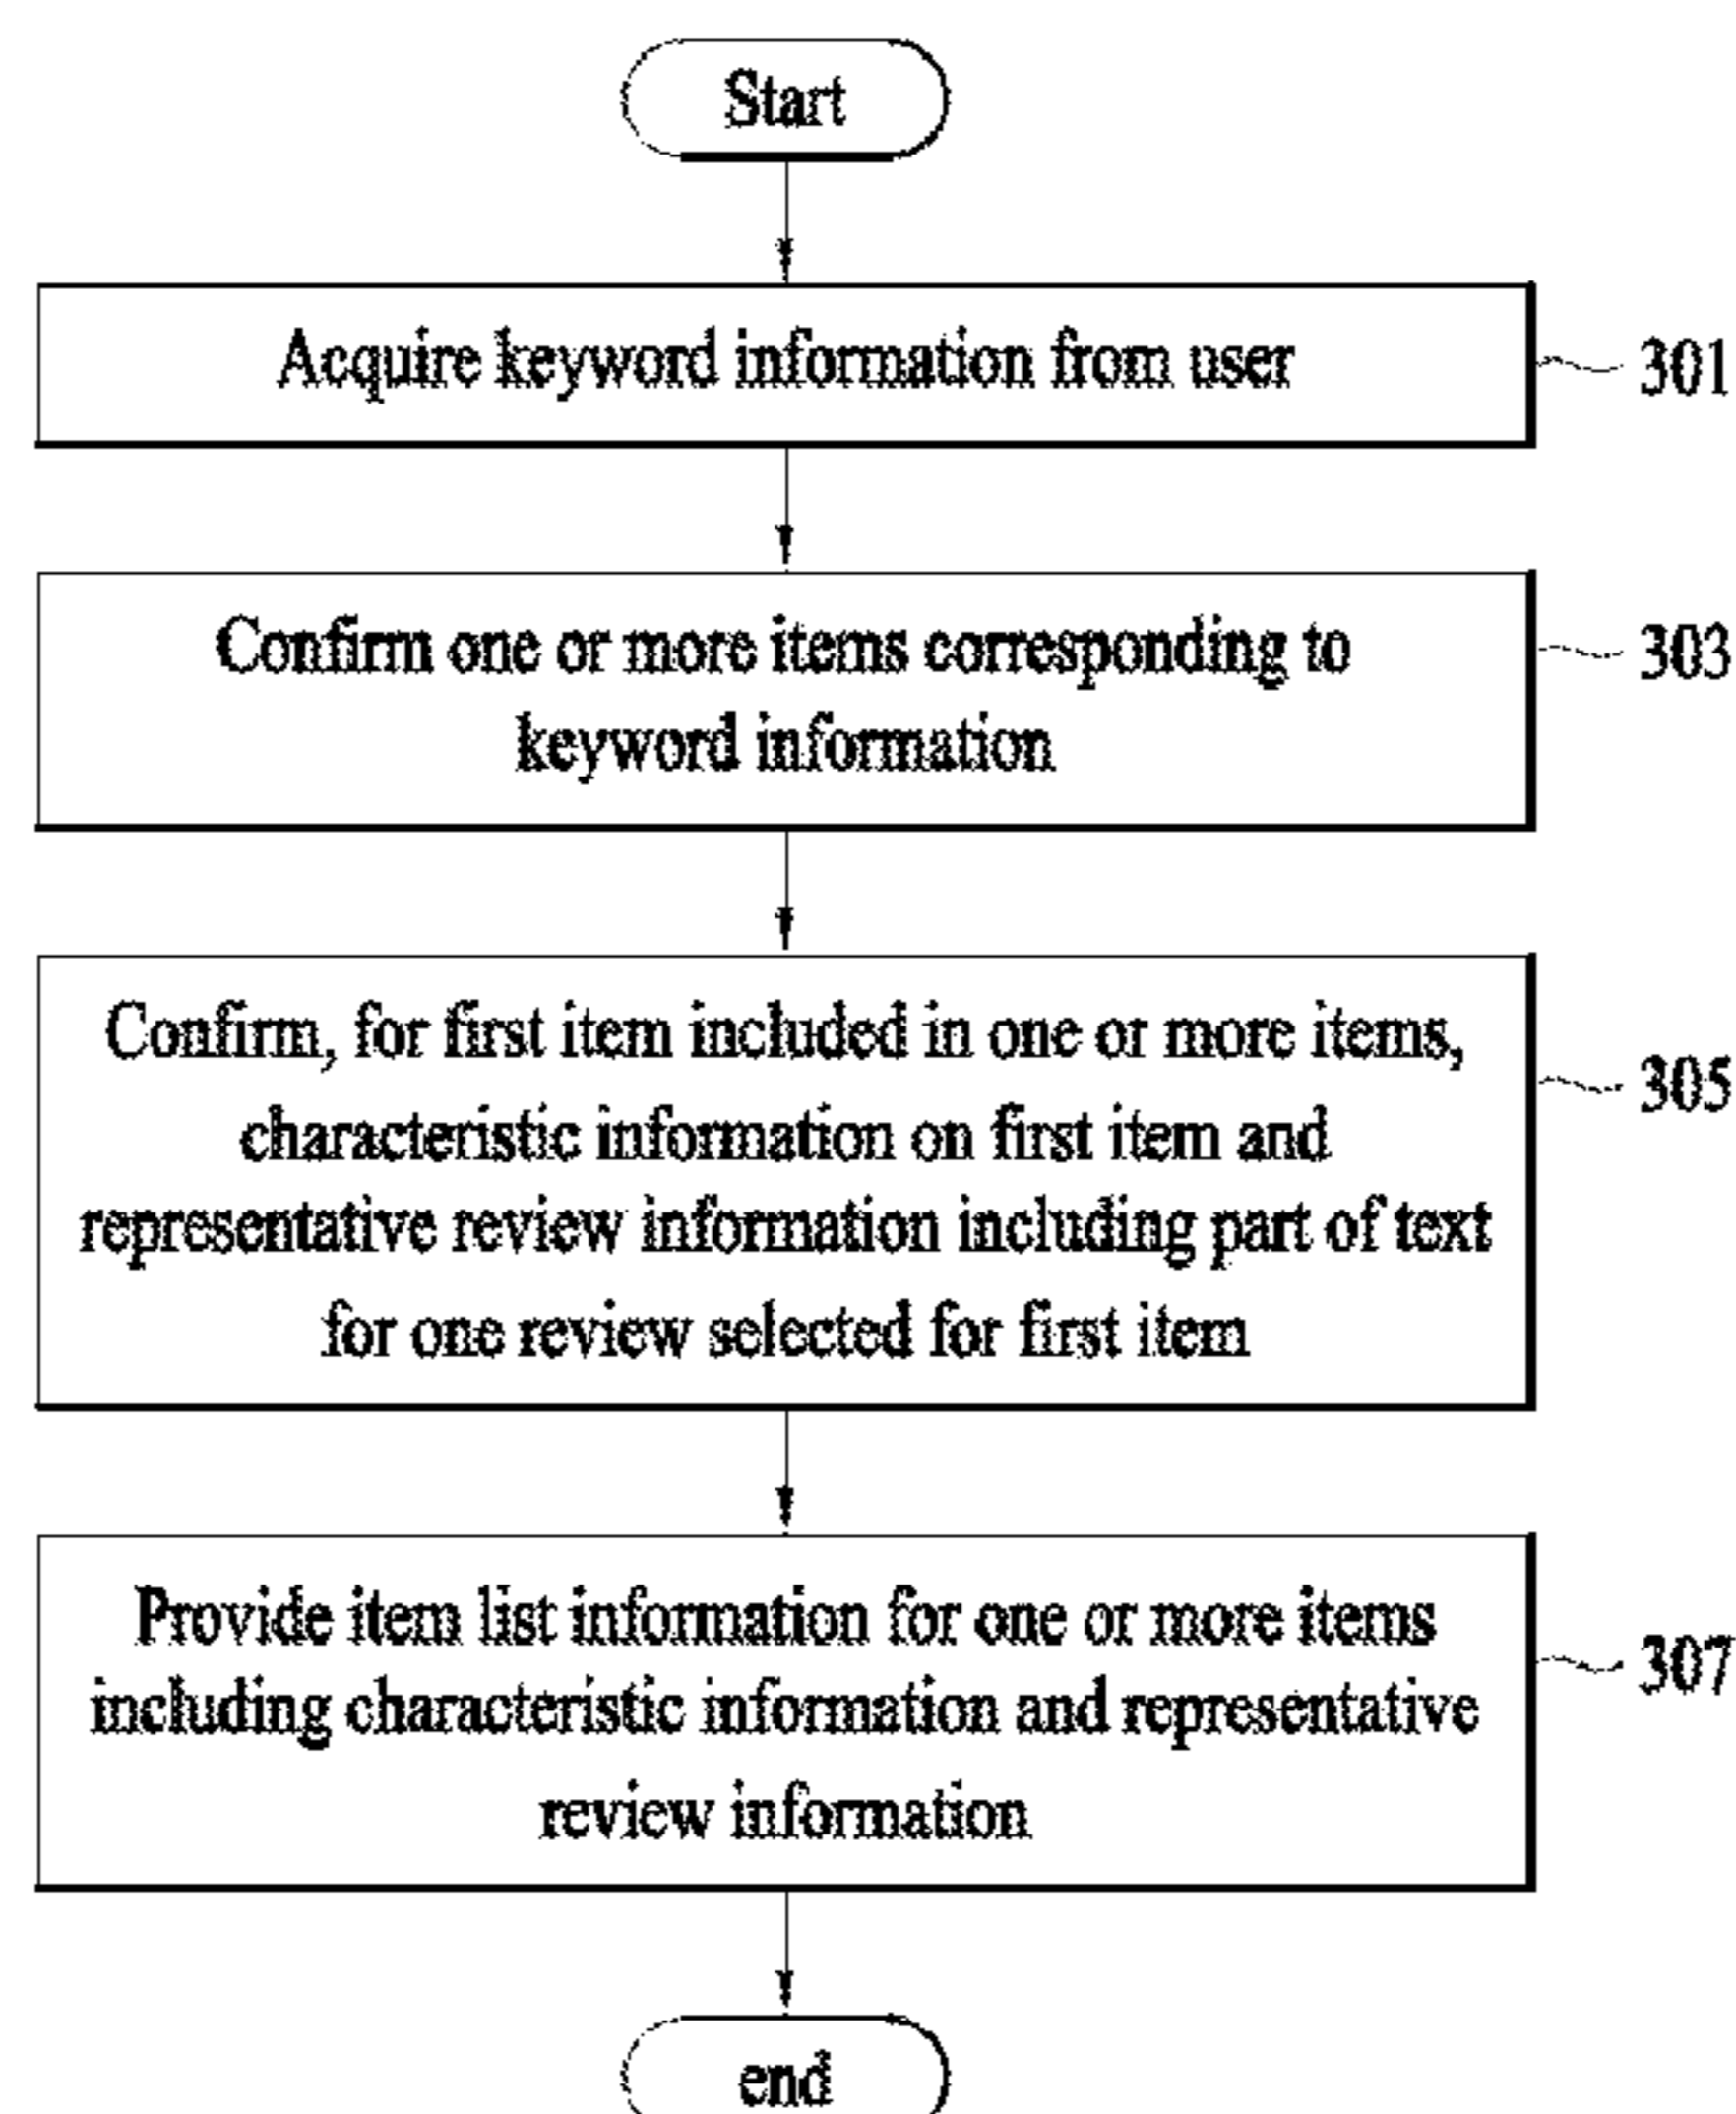 Start
Acquire keyword information from user
301
Confirm one or more items corresponding to
keyword information
303
Confirm, for first item included in one or more items,
characteristic information on first item and
representative review information including part of text
for one review selected for first item
305
Provide item list information for one or more items
including characteristic information and representative
review information
307
end